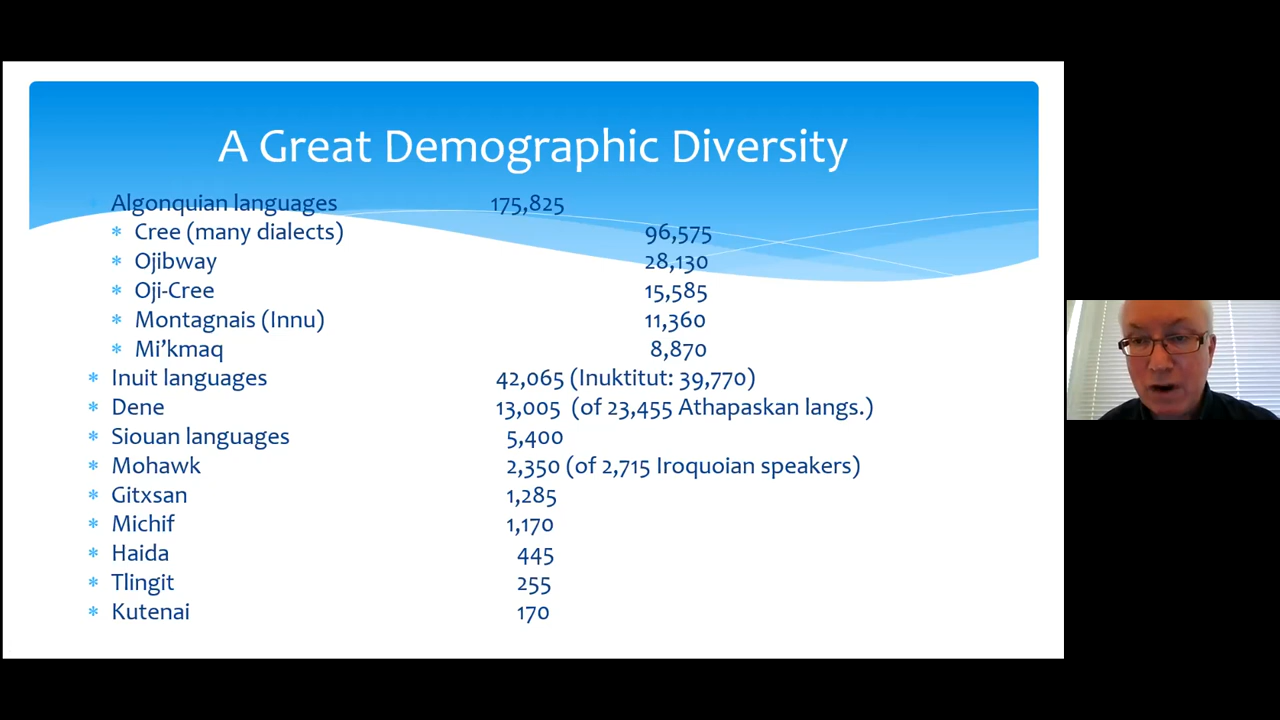 A Great Demographic Diversity
Algonquian languages 175,825
* Cree (many dialects) 96,575
* Ojibway 28,130
* Oji-Cree 15,585
* Montagnais (Innu) 11,360
* Mi’kmaq 8,870
* Inuit languages 42,065 (Inuktitut: 39,770)
* Dene 13,005 (of 23,455 Athapaskan langs.)
* Siouan languages 5,400
* Mohawk 2,350 (of 2,715 Iroquoian speakers)
* Gitxsan 1,285
* Michif 1,170
* Haida 445
* Tlingit 255
* Kutenai 170